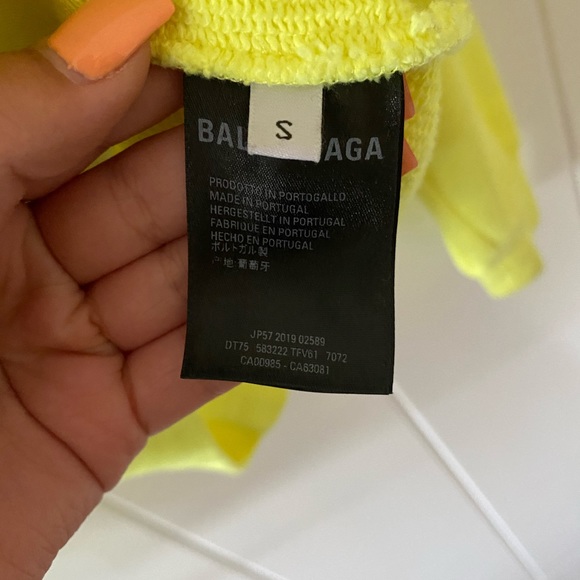 S
BAL AGA
PRODOTTO IN PORTOGALLO
MADE IN PORTUGAL
HERGESTELLT IN PORTUGAL
FABRIQUE EN PORTUGAL
HECHO EN PORTUGAL
ポルトガル製
产地:葡萄牙
JP57 2019 02589
DT75 583222 TFV61 7072
CA00985 - CA63081